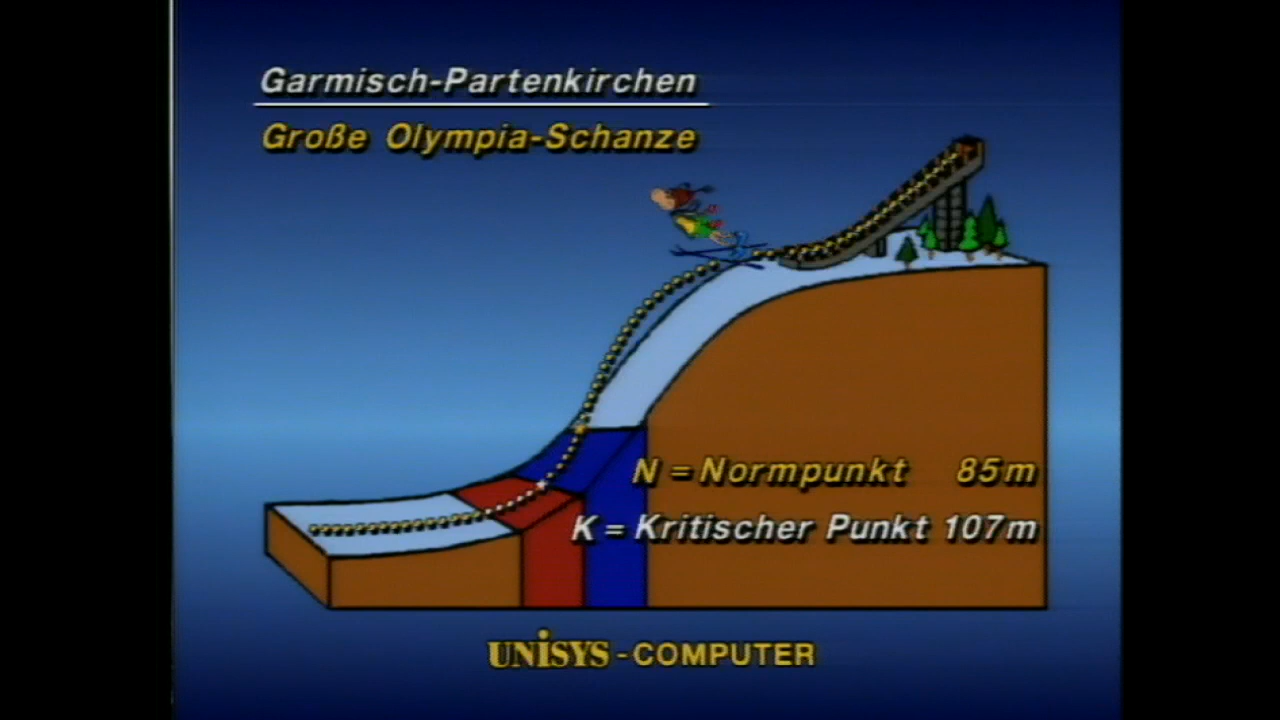 Garmisch-Partenkirchen
Große Olympia-Schanze
N = Normpunkt 85m
K = Kritischer Punkt 107m
UNiSYS - COMPUTER